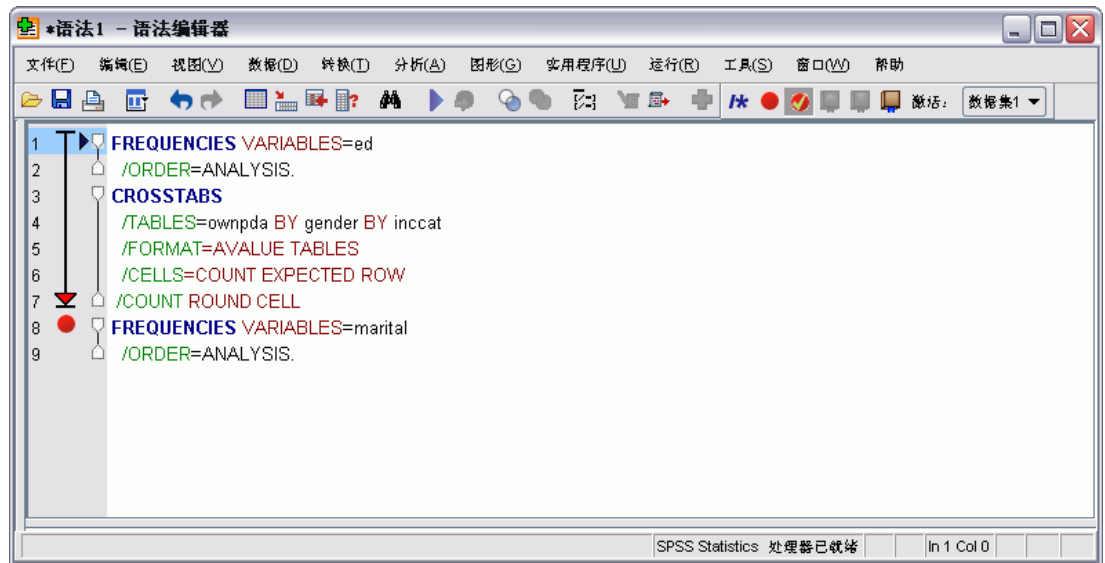 *语法1 - 语法编辑器
文件(F) 编辑(E) 视图(V) 数据(D) 转换(T) 分析(A) 图形(G) 实用程序(U) 运行(R) 工具(S) 窗口(W) 帮助
激活: 数据集1
1 FREQUENCIES VARIABLES=ed
2 /ORDER=ANALYSIS.
3 CROSSTABS
4 /TABLES=ownpda BY gender BY inccat
5 /FORMAT=AVALUE TABLES
6 /CELLS=COUNT EXPECTED ROW
7 /COUNT ROUND CELL
8 FREQUENCIES VARIABLES=marital
9 /ORDER=ANALYSIS.
SPSS Statistics 处理器已就绪 In 1 Col 0